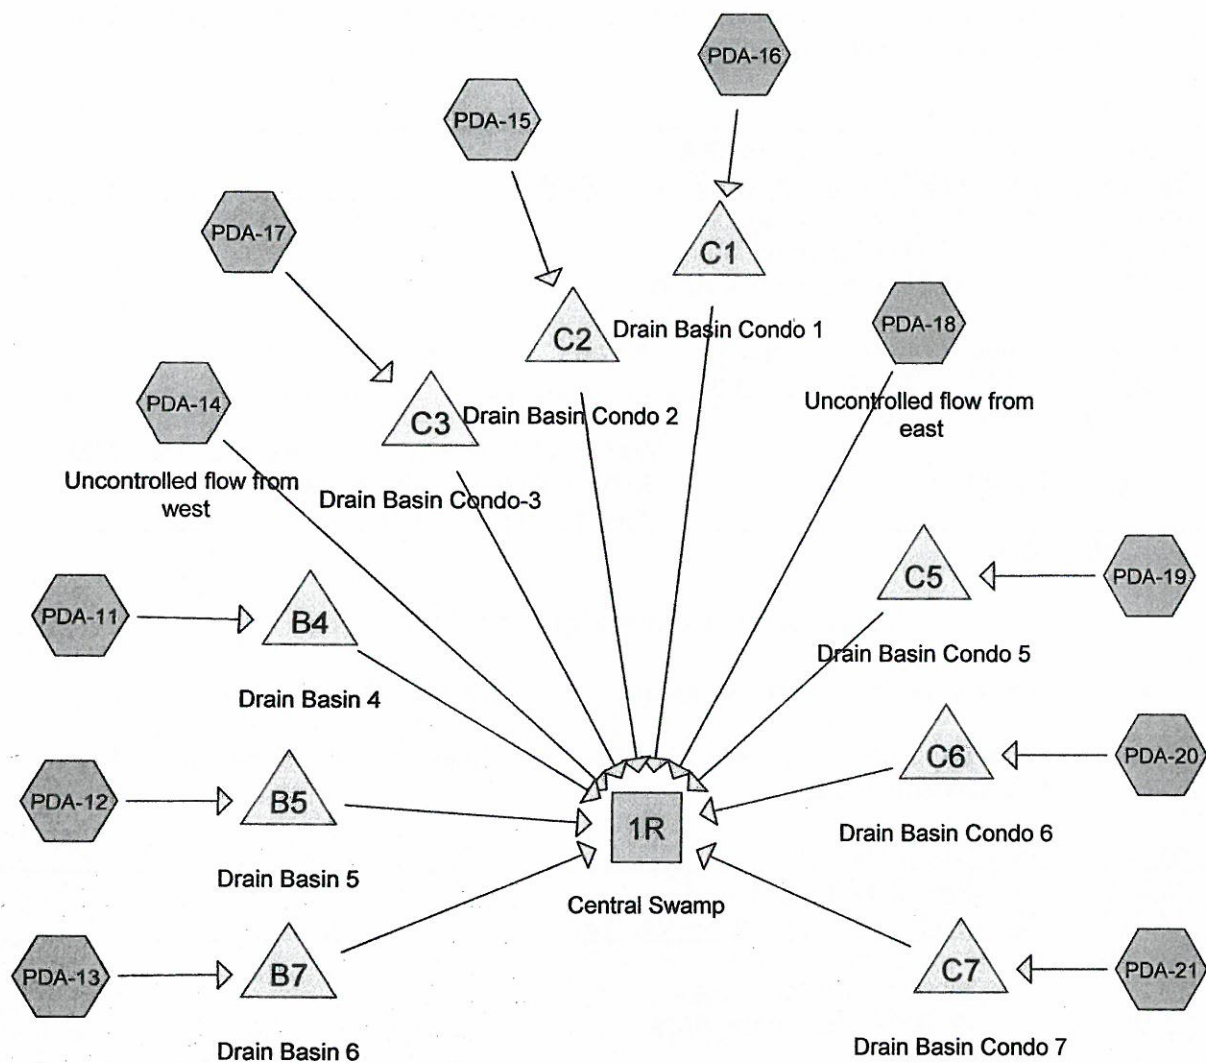 PDA-16
PDA-15
PDA-17
C1
PDA-18
Drain Basin Condo 1
C2
Uncontrolled flow from
east
PDA-14
C3
Drain Basin Condo 2
Uncontrolled flow from
west
Drain Basin Condo-3
C5
PDA-19
PDA-11
B4
Drain Basin Condo 5
Drain Basin 4
C6
PDA-20
PDA-12
B5
1R
Drain Basin Condo 6
Drain Basin 5
Central Swamp
PDA-13
B7
C7
PDA-21
Drain Basin 6
Drain Basin Condo 7